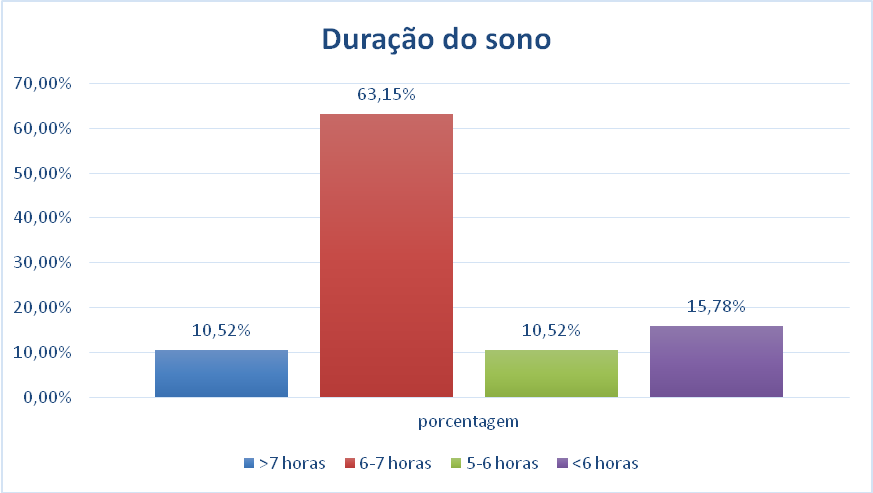 Duração do sono
70,00%
60,00%
50,00%
40,00%
30,00%
20,00%
10,00%
0,00%
10,52%
63,15%
10,52%
15,78%
porcentagem
>7 horas
6-7 horas
5-6 horas
<6 horas